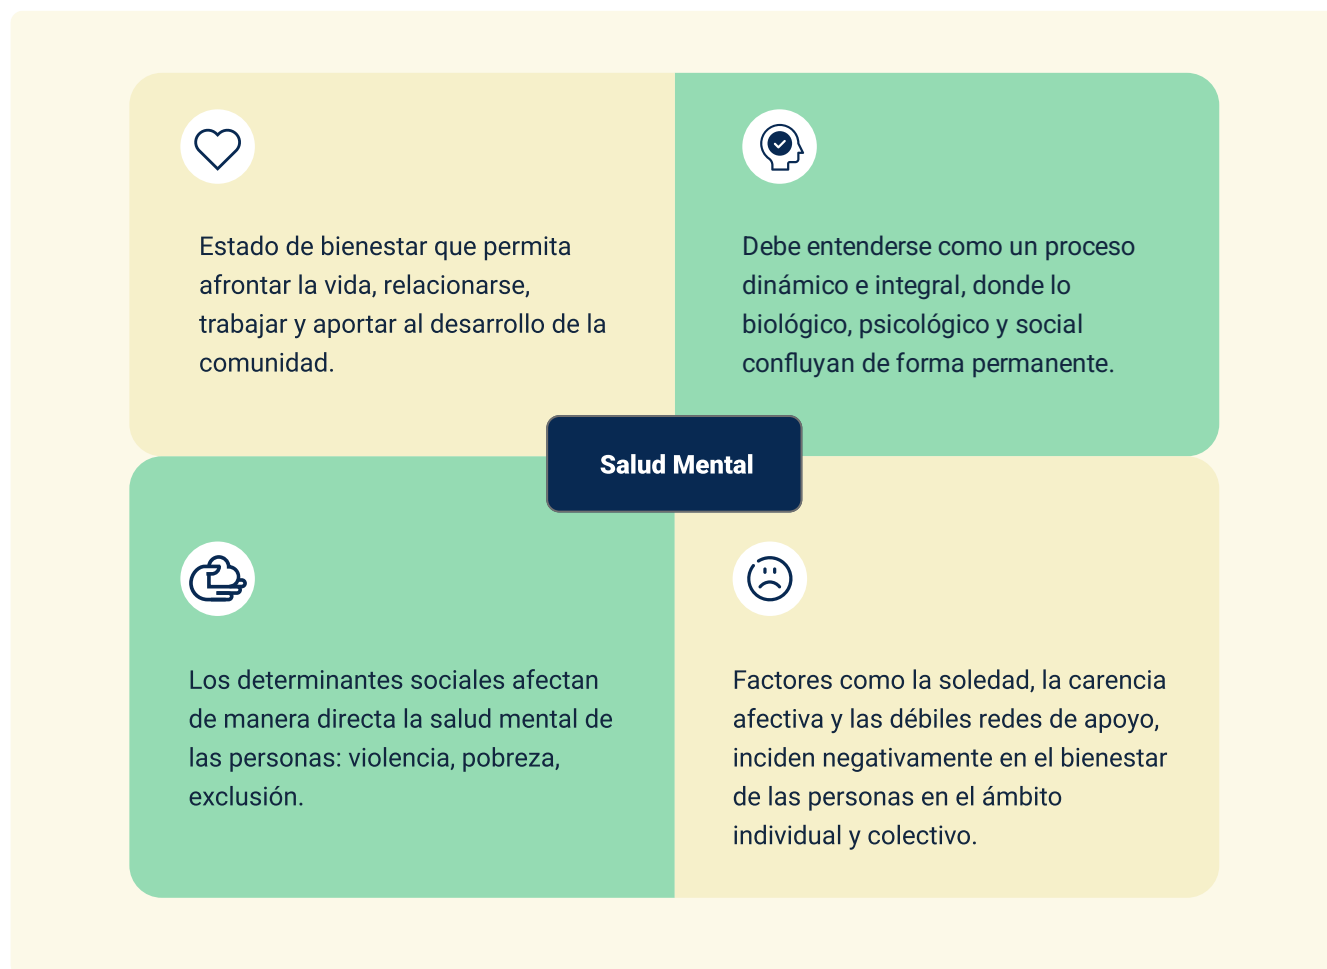 Estado de bienestar que permita
afrontar la vida, relacionarse,
trabajar y aportar al desarrollo de la
comunidad.
Debe entenderse como un proceso
dinámico e integral, donde lo
biológico, psicológico y social
confluyan de forma permanente.
Salud Mental
Los determinantes sociales afectan
de manera directa la salud mental de
las personas: violencia, pobreza,
exclusión.
Factores como la soledad, la carencia
afectiva y las débiles redes de apoyo,
inciden negativamente en el bienestar
de las personas en el ámbito
individual y colectivo.